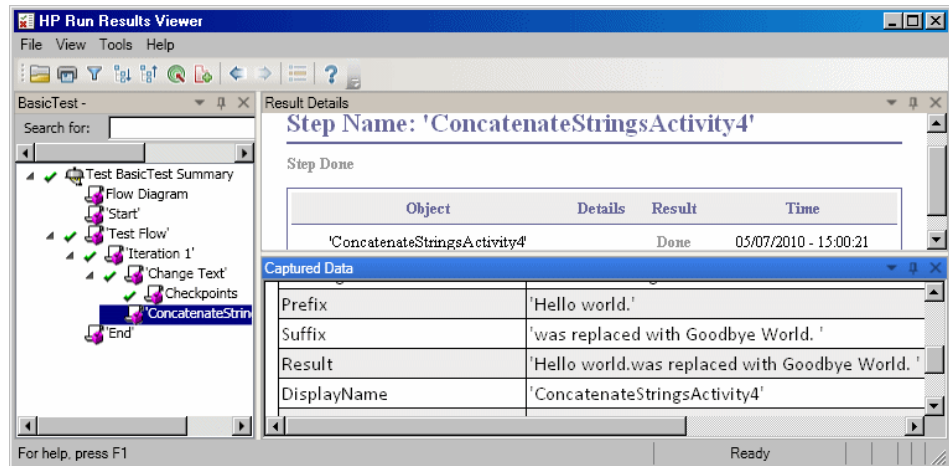 HP Run Results Viewer
File View Tools Help
BasicTest -
Search for:
Test BasicTest Summary
Flow Diagram
'Start'
'Test Flow'
'Iteration 1'
'Change Text'
Checkpoints
'ConcatenateStrin
'End'
Result Details
Step Name: 'ConcatenateStringsActivity4'
Step Done
Object Details Result Time
'ConcatenateStringsActivity4' Done 05/07/2010 - 15:00:21
Captured Data
Prefix 'Hello world.'
Suffix 'was replaced with Goodbye World. '
Result 'Hello world.was replaced with Goodbye World. '
DisplayName 'ConcatenateStringsActivity4'
For help, press F1
Ready